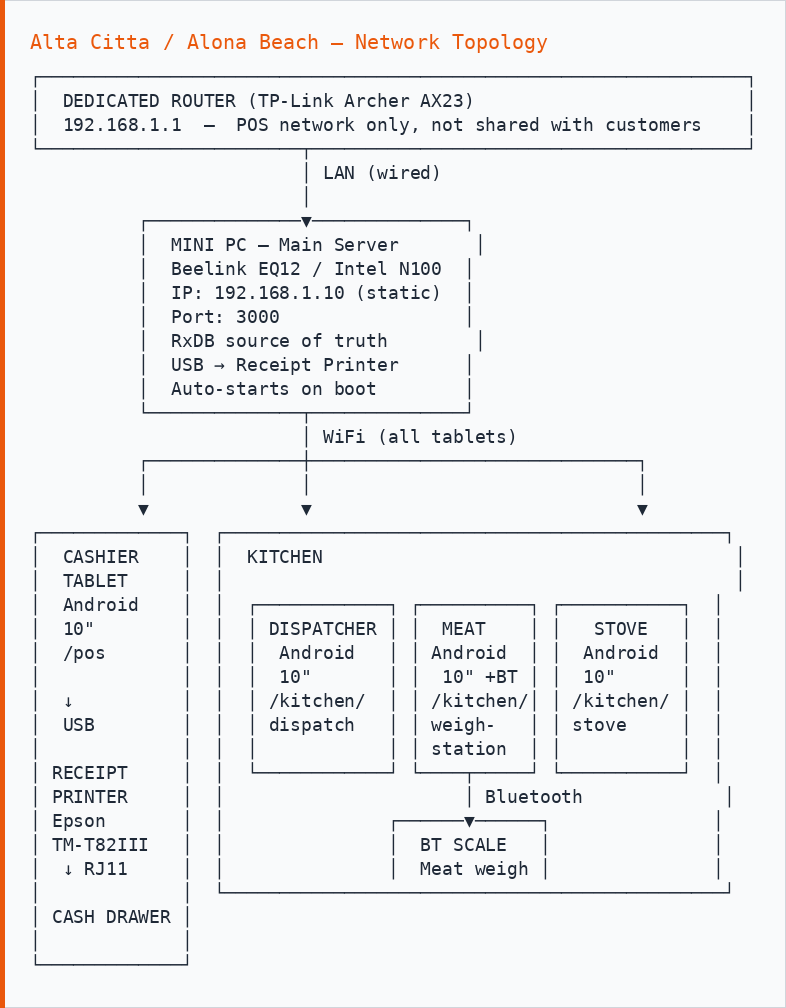 Alta Citta / Alona Beach — Network Topology
DEDICATED ROUTER (TP-Link Archer AX23)
192.168.1.1 — POS network only, not shared with customers
LAN (wired)
MINI PC — Main Server
Beelink EQ12 / Intel N100
IP: 192.168.1.10 (static)
Port: 3000
RxDB source of truth
USB → Receipt Printer
Auto-starts on boot
WiFi (all tablets)
CASHIER
TABLET
Android
10"
/pos
↓
USB
RECEIPT
PRINTER
Epson
TM-T82III
↓ RJ11
CASH DRAWER
KITCHEN
DISPATCHER
Android
10"
/kitchen/
dispatch
MEAT
Android
10" +BT
/kitchen/
weigh-
station
STOVE
Android
10"
/kitchen/
stove
Bluetooth
BT SCALE
Meat weigh